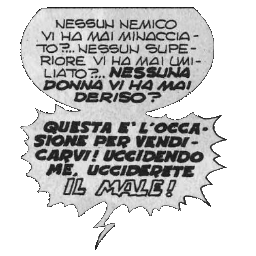 NESSUN NEMICO
VI HA MAI MINACCIA-
TO?... NESSUN SUPE-
RIORE VI HA MAI UMI-
LIATO?... NESSUNA
DONNA VI HA MAI
DERISO?
QUESTA E' L'OCCA-
SIONE PER VENDI-
CARVI! UCCIDENDO
ME, UCCIDERETE
IL MALE!